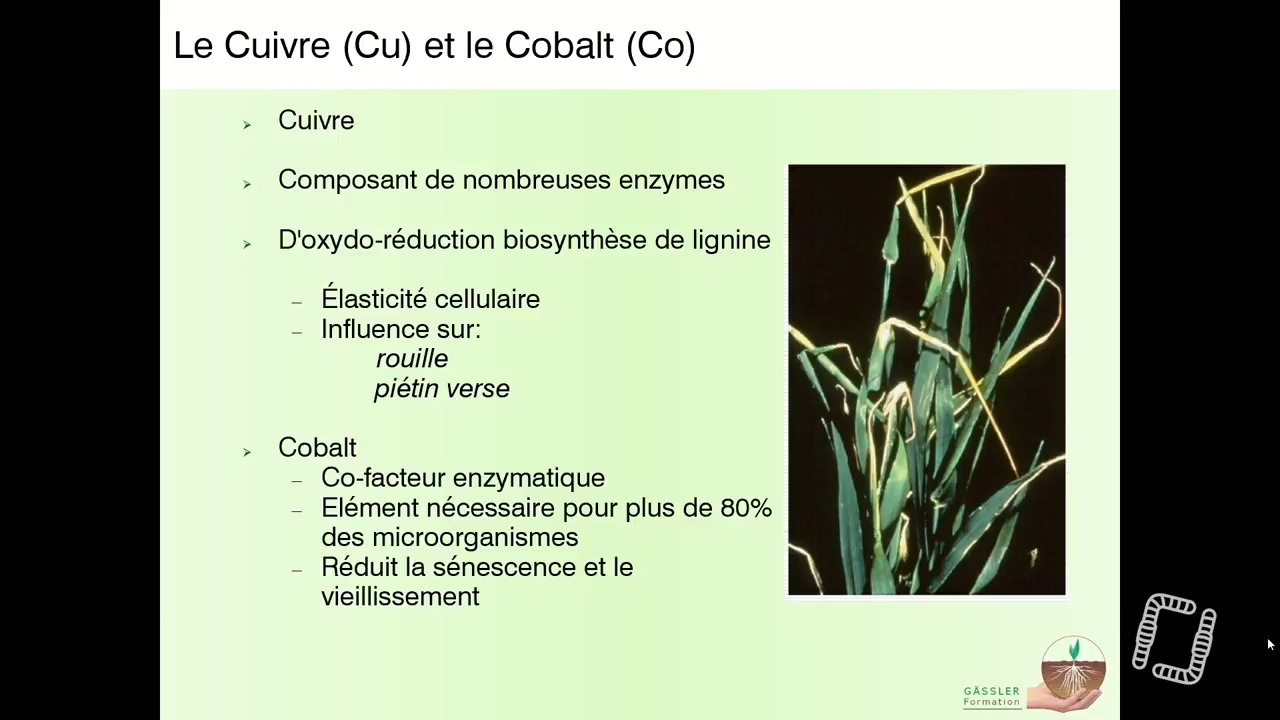 Le Cuivre (Cu) et le Cobalt (Co)
Cuivre
Composant de nombreuses enzymes
D'oxydo-réduction biosynthèse de lignine
Élasticité cellulaire
Influence sur:
rouille
piétin verse
Cobalt
Co-facteur enzymatique
Elément nécessaire pour plus de 80%
des microorganismes
Réduit la sénescence et le
vieillissement
GÄSSLER
Formation